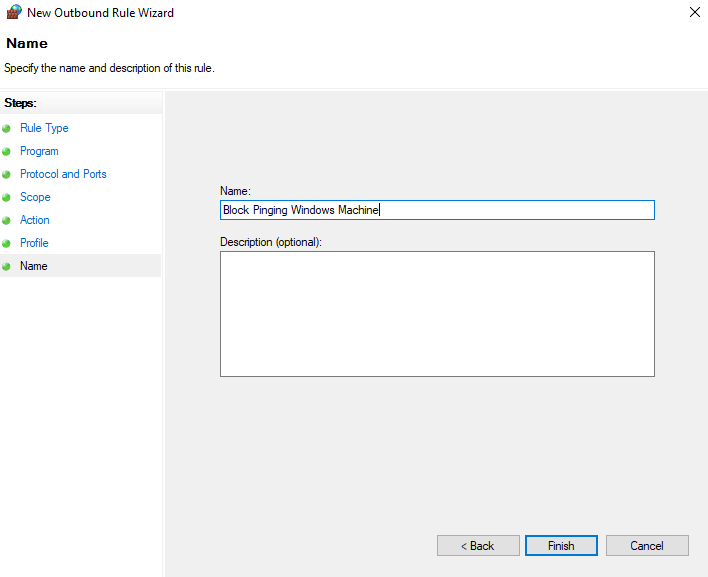 New Outbound Rule Wizard
Name
Specify the name and description of this rule.
Steps:
Rule Type
Program
Protocol and Ports
Scope
Action
Profile
Name
Name:
Block Pinging Windows Machine
Description (optional):
< Back
Finish
Cancel